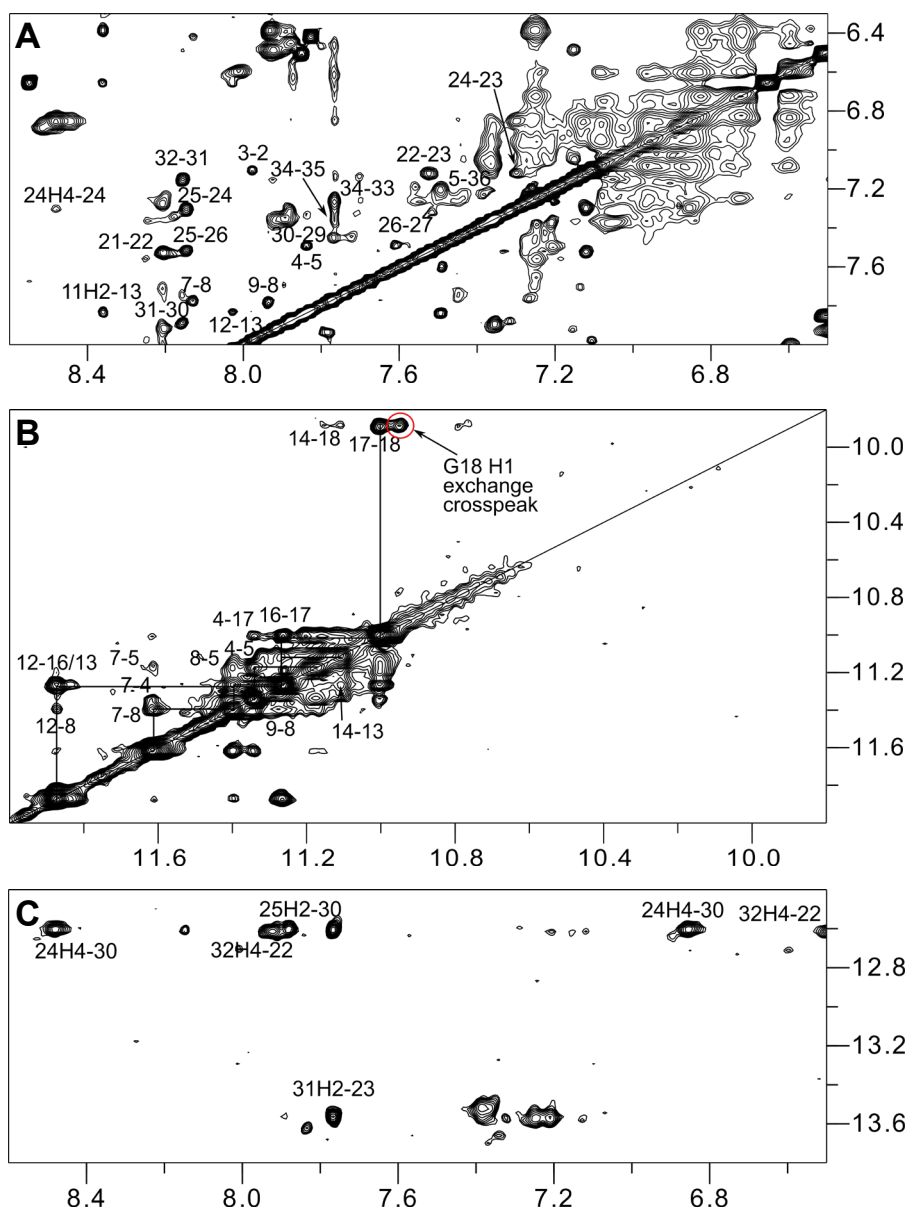 A
6.4
24-23
6.8
32-31
3-2
22-23
34-35
5-36
34-33
24H4-24
25-24
7.2
30-29
26-27
21-22
25-26
4-5
7.6
11H2-13
7-8
9-8
31-30
12-13
8.4 8.0 7.6 7.2 6.8
B
10.0
14-18
17-18
G18 H1
exchange
crosspeak
10.4
10.8
4-17
16-17
12-16/13
7-5
8-5
4-5
11.2
7-4
12-8
7-8
9-8
14-13
11.6
11.6 11.2 10.8 10.4 10.0
C
25H2-30
24H4-30
32H4-22
24H4-30
32H4-22
12.8
13.2
31H2-23
13.6
8.4 8.0 7.6 7.2 6.8